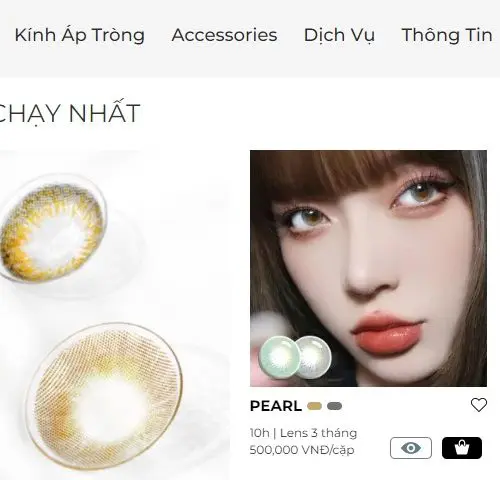 Kính Áp Tròng Accessories Dịch Vụ Thông Tin
CHẠY NHẤT
PEARL
10h | Lens 3 tháng
500,000 VNĐ/cặp